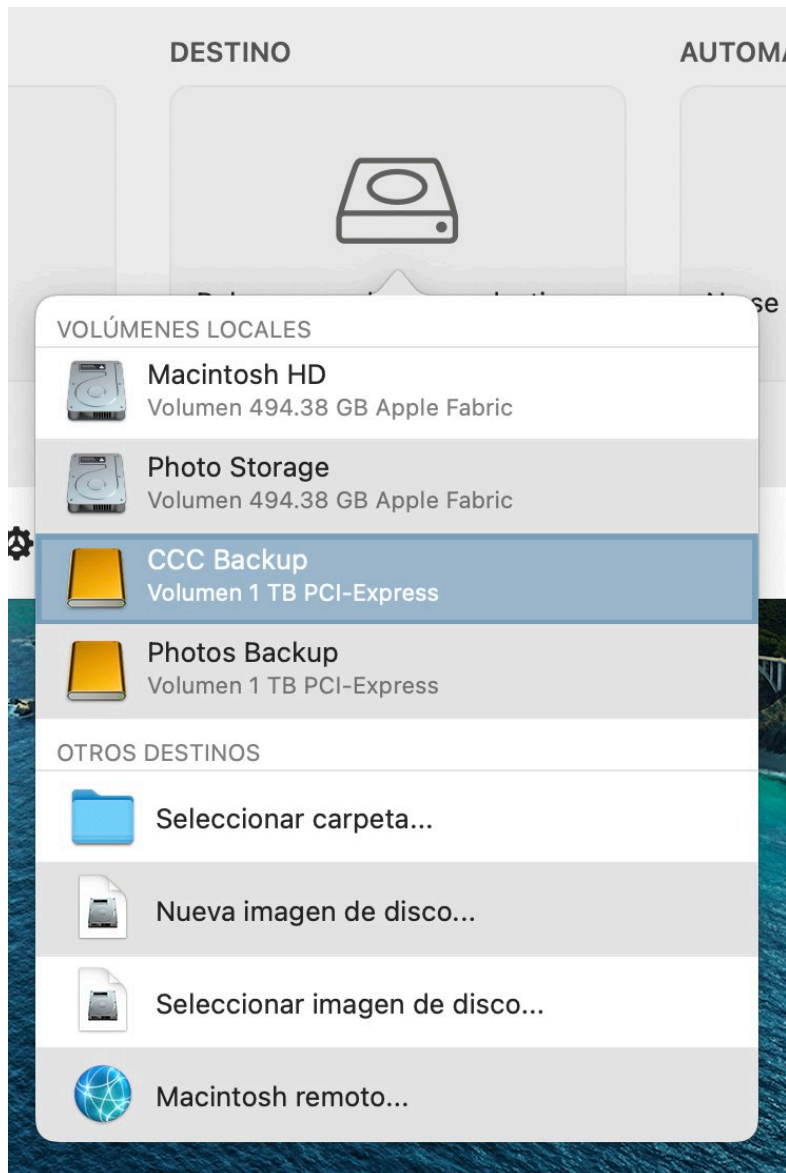 DESTINO
AUTOMA
se
VOLÚMENES LOCALES
Macintosh HD
Volumen 494.38 GB Apple Fabric
Photo Storage
Volumen 494.38 GB Apple Fabric
CCC Backup
Volumen 1 TB PCI-Express
Photos Backup
Volumen 1 TB PCI-Express
OTROS DESTINOS
Seleccionar carpeta...
Nueva imagen de disco...
Seleccionar imagen de disco...
Macintosh remoto...